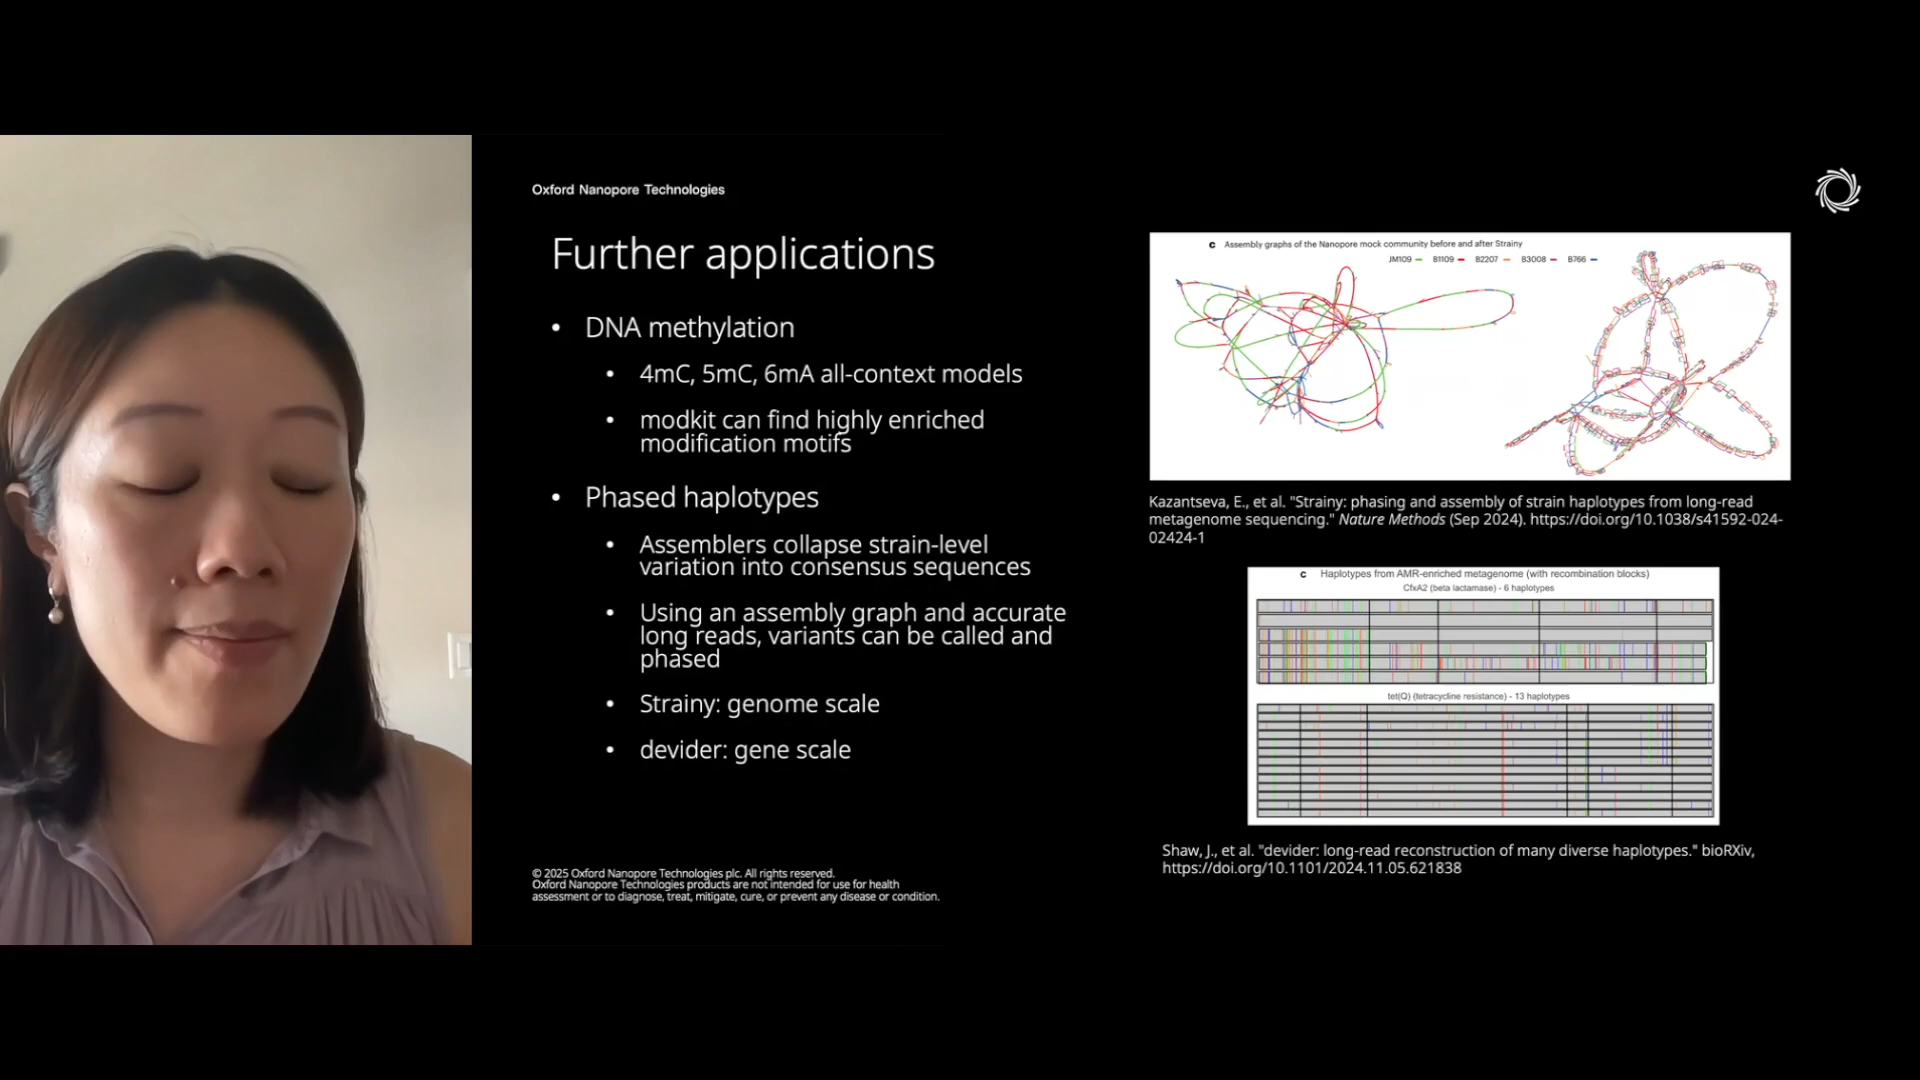 Oxford Nanopore Technologies
Further applications
• DNA methylation
• 4mC, 5mC, 6mA all-context models
• modkit can find highly enriched
modification motifs
• Phased haplotypes
• Assemblers collapse strain-level
variation into consensus sequences
• Using an assembly graph and accurate
long reads, variants can be called and
phased
• Strainy: genome scale
• devider: gene scale
© 2025 Oxford Nanopore Technologies plc. All rights reserved.
Oxford Nanopore Technologies products are not intended for use for health
assessment or to diagnose, treat, mitigate, cure, or prevent any disease or condition.
c Assembly graphs of the Nanopore mock community before and after Strainy
JM109 B1109 B2207 B3008 B766
Kazantseva, E., et al. "Strainy: phasing and assembly of strain haplotypes from long-read
metagenome sequencing." Nature Methods (Sep 2024). https://doi.org/10.1038/s41592-024-
02424-1
c Haplotypes from AMR-enriched metagenome (with recombination blocks)
CfxA2 (beta lactamase) - 6 haplotypes
tet(Q) (tetracycline resistance) - 13 haplotypes
Shaw, J., et al. "devider: long-read reconstruction of many diverse haplotypes." bioRXiv,
https://doi.org/10.1101/2024.11.05.621838